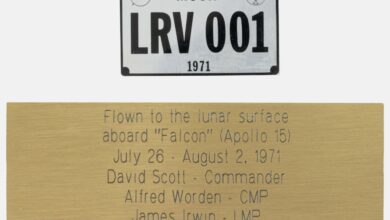 LRV 001
1971
Flown to the lunar surface
aboard "Falcon" (Apollo 15)
July 26 - August 2, 1971
David Scott - Commander
Alfred Worden - CMP
James Irwin - LMP